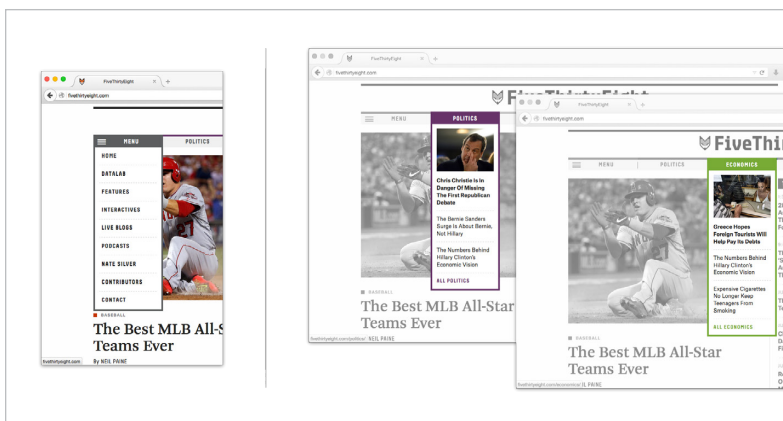 FiveThirtyEight
fivethirtyeight.com
MENU
POLITICS
HOME
DATALAB
FEATURES
INTERACTIVES
LIVE BLOGS
PODCASTS
NATE SILVER
CONTRIBUTORS
CONTACT
BASEBALL
The Best MLB All-S
Teams Ever
By NEIL PAINE
fivethirtyeight.com
FiveThirtyEight
fivethirtyeight.com
FiveThirtyEight
MENU
POLITICS
Chris Christie Is In
Danger Of Missing
The First Republican
Debate
The Bernie Sanders
Surge Is About Bernie,
Not Hillary
The Numbers Behind
Hillary Clinton's
Economic Vision
ALL POLITICS
BASEBALL
The Best MLB All-Star
Teams Ever
fivethirtyeight.com/politics/ NEIL PAINE
FiveThirtyEight
fivethirtyeight.com
FiveThi
MENU
POLITICS
ECONOMICS
Greece Hopes
Foreign Tourists Will
Help Pay Its Debts
The Numbers Behind
Hillary Clinton's
Economic Vision
Expensive Cigarettes
No Longer Keep
Teenagers From
Smoking
ALL ECONOMICS
BASEBALL
The Best MLB All-Star
Teams Ever
fivethirtyeight.com/economics/ IL PAINE